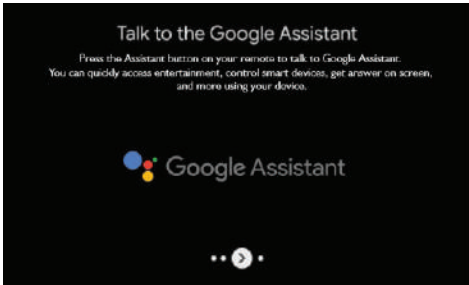 Talk to the Google Assistant
Press the Assistant button on your remote to talk to Google Assistant.
You can quickly access entertainment, control smart devices, get answer on screen,
and more using your device.
Google Assistant